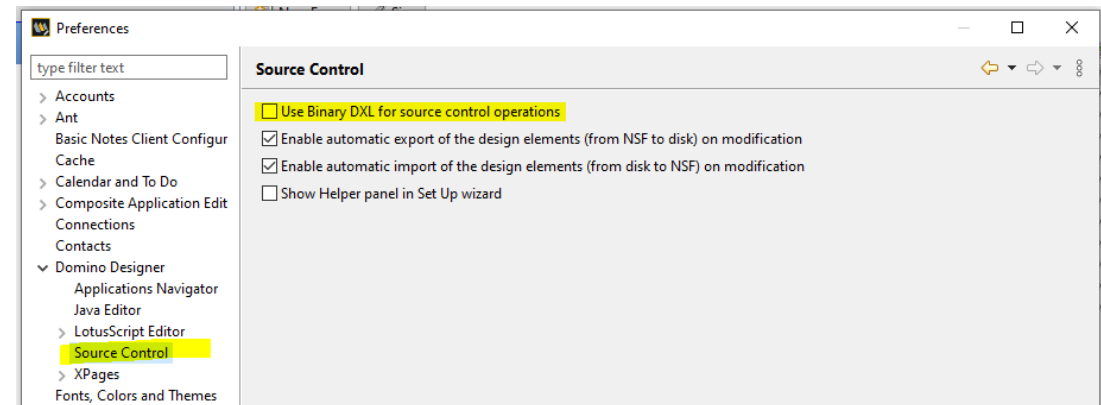 Preferences
type filter text
Source Control
Accounts
Ant
Basic Notes Client Configur
Cache
Calendar and To Do
Composite Application Edit
Connections
Contacts
Domino Designer
Applications Navigator
Java Editor
LotusScript Editor
Source Control
XPages
Fonts, Colors and Themes
Use Binary DXL for source control operations
Enable automatic export of the design elements (from NSF to disk) on modification
Enable automatic import of the design elements (from disk to NSF) on modification
Show Helper panel in Set Up wizard